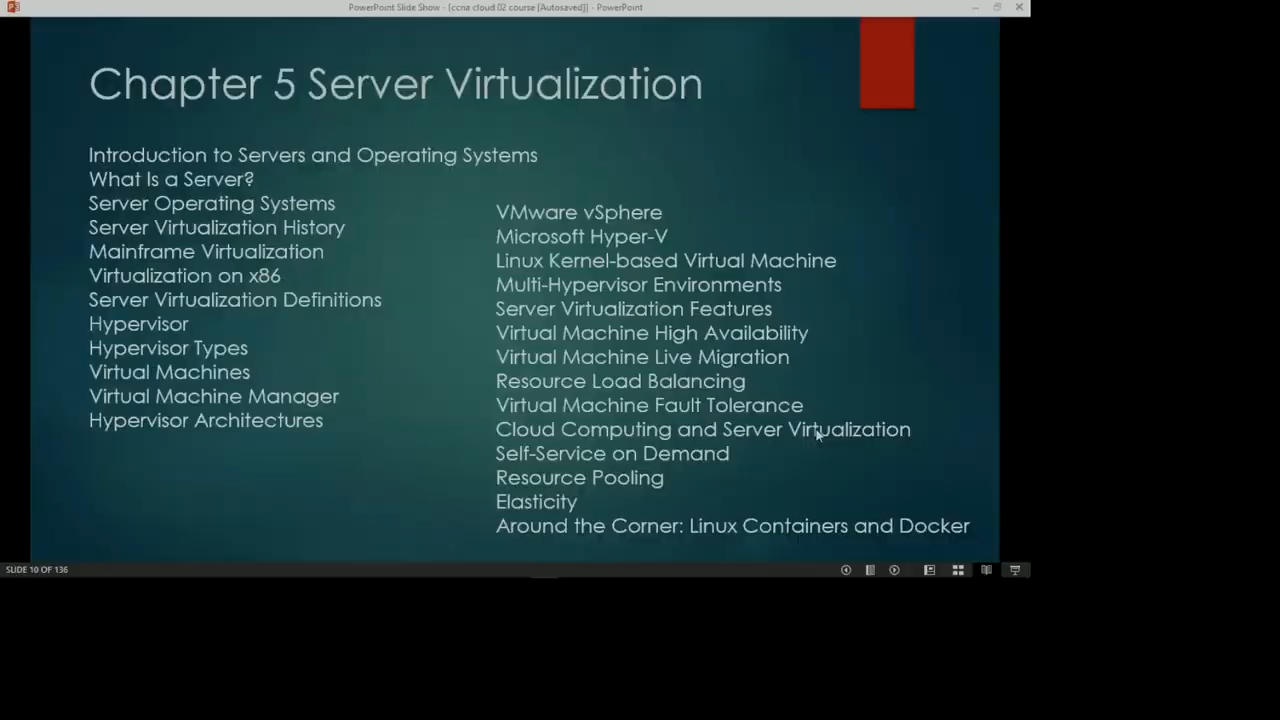 PowerPoint Slide Show - [ccna cloud 02 course [Autosaved]] - PowerPoint
Chapter 5 Server Virtualization
Introduction to Servers and Operating Systems
What Is a Server?
Server Operating Systems
Server Virtualization History
Mainframe Virtualization
Virtualization on x86
Server Virtualization Definitions
Hypervisor
Hypervisor Types
Virtual Machines
Virtual Machine Manager
Hypervisor Architectures
VMware vSphere
Microsoft Hyper-V
Linux Kernel-based Virtual Machine
Multi-Hypervisor Environments
Server Virtualization Features
Virtual Machine High Availability
Virtual Machine Live Migration
Resource Load Balancing
Virtual Machine Fault Tolerance
Cloud Computing and Server Virtualization
Self-Service on Demand
Resource Pooling
Elasticity
Around the Corner: Linux Containers and Docker
SLIDE 10 OF 136